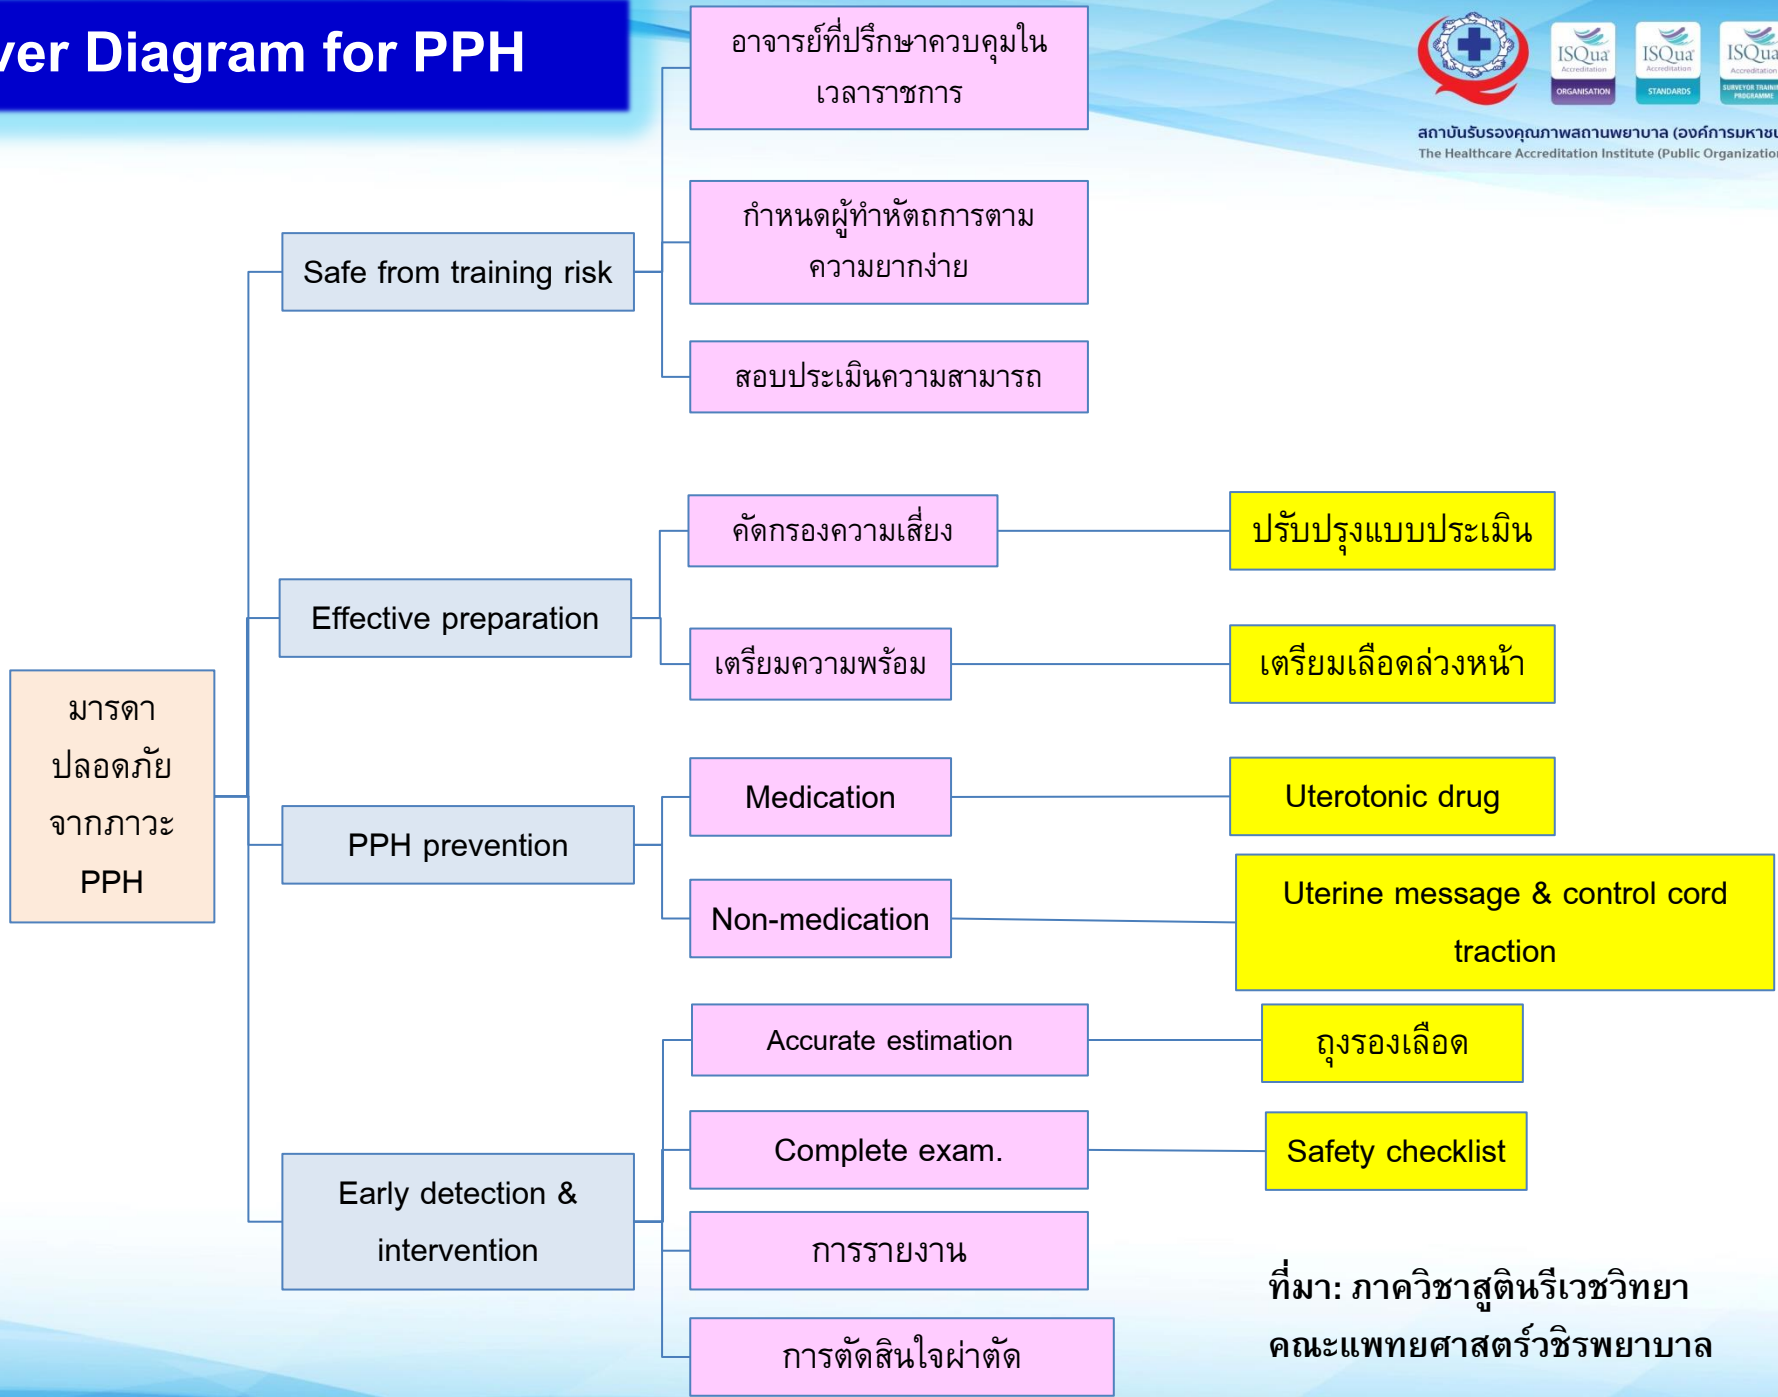 ver Diagram for PPH
อาจารย์ที่ปรึกษาควบคุมใน
เวลาราชการ
ISQua
Accreditation
ORGANISATION
ISQua
Accreditation
STANDARDS
ISQua
Accreditation
SURVEYOR TRAINING
PROGRAMME
สถาบันรับรองคุณภาพสถานพยาบาล (องค์การมหาชน
The Healthcare Accreditation Institute (Public Organization
กำหนดผู้ทำหัตถการตาม
ความยากง่าย
Safe from training risk
สอบประเมินความสามารถ
คัดกรองความเสี่ยง
ปรับปรุงแบบประเมิน
Effective preparation
เตรียมความพร้อม
เตรียมเลือดล่วงหน้า
มารดา
ปลอดภัย
จากภาวะ
PPH
Medication
Uterotonic drug
PPH prevention
Non-medication
Uterine message & control cord
traction
Accurate estimation
ถุงรองเลือด
Complete exam.
Safety checklist
Early detection &
intervention
การรายงาน
การตัดสินใจผ่าตัด
ที่มา: ภาควิชาสูตินรีเวชวิทยา
คณะแพทยศาสตร์วชิรพยาบาล